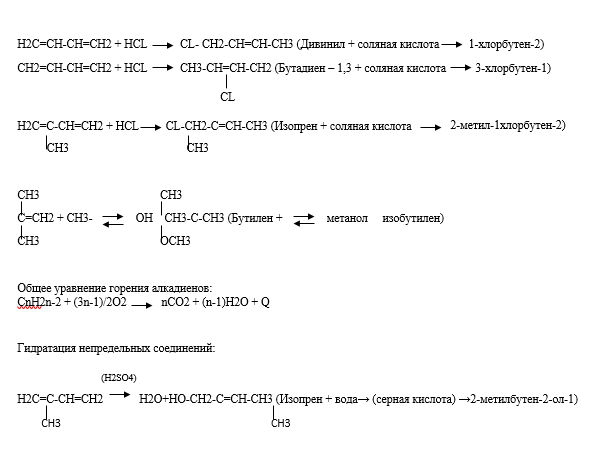 H2C=CH-CH=CH2 + HCL → CL- CH2-CH=CH-CH3 (Дивинил + соляная кислота → 1-хлорбутен-2)
CH2=CH-CH=CH2 + HCL → CH3-CH=CH-CH2 (Бутадиен – 1,3 + соляная кислота → 3-хлорбутен-1)
CL
H2C=C-CH=CH2 + HCL → CL-CH2-C=CH-CH3 (Изопрен + соляная кислота → 2-метил-1хлорбутен-2)
CH3 CH3
CH3 CH3
C=CH2 + CH3- ⇄ OH CH3-C-CH3 (Бутилен + ⇄ метанол изобутилен)
CH3 OCH3
Общее уравнение горения алкадиенов:
CnH2n-2 + (3n-1)/2O2 → nCO2 + (n-1)H2O + Q
Гидратация непредельных соединений:
(H2SO4)
H2C=C-CH=CH2 → H2O+HO-CH2-C=CH-CH3 (Изопрен + вода→ (серная кислота) →2-метилбутен-2-ол-1)
CH3 CH3